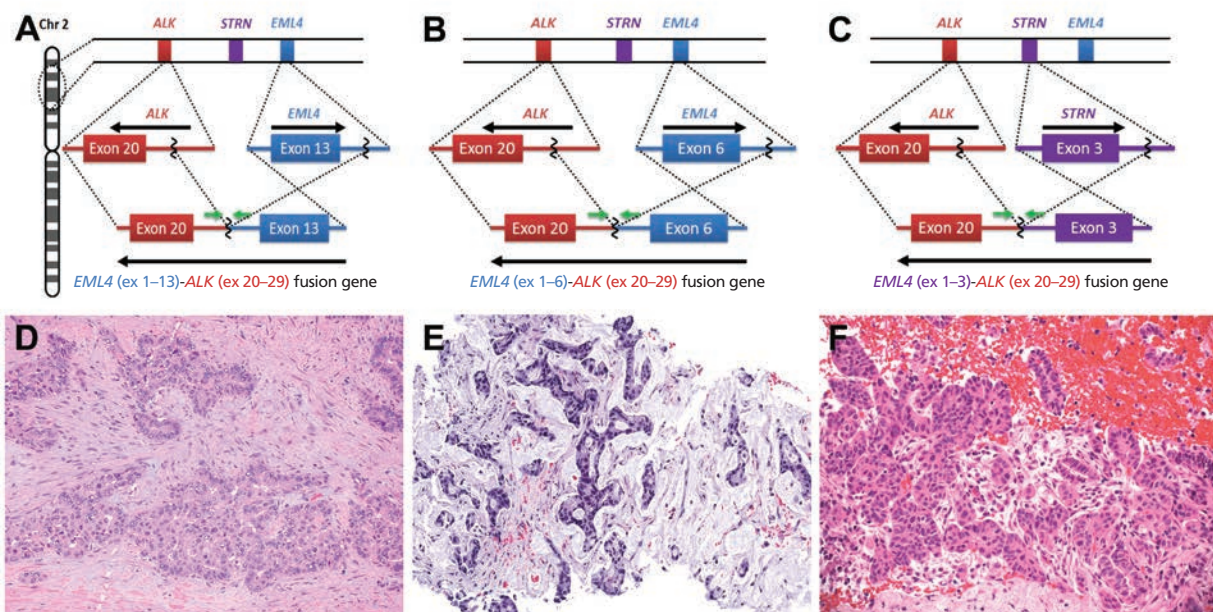 A
Chr 2
ALK
STRN
EML4
ALK
EML4
Exon 20
Exon 13
Exon 20
Exon 13
EML4 (ex 1–13)-ALK (ex 20–29) fusion gene
B
ALK
STRN
EML4
ALK
EML4
Exon 20
Exon 6
Exon 20
Exon 6
EML4 (ex 1–6)-ALK (ex 20–29) fusion gene
C
ALK
STRN
EML4
ALK
STRN
Exon 20
Exon 3
Exon 20
Exon 3
EML4 (ex 1–3)-ALK (ex 20–29) fusion gene
D
E
F